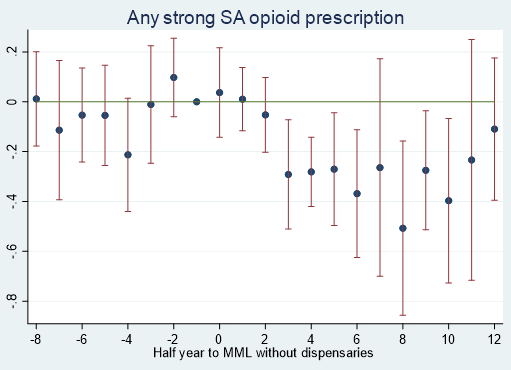 Any strong SA opioid prescription
.2
0
-.2
-.4
-.6
-.8
-8 -6 -4 -2 0 2 4 6 8 10 12
Half year to MML without dispensaries